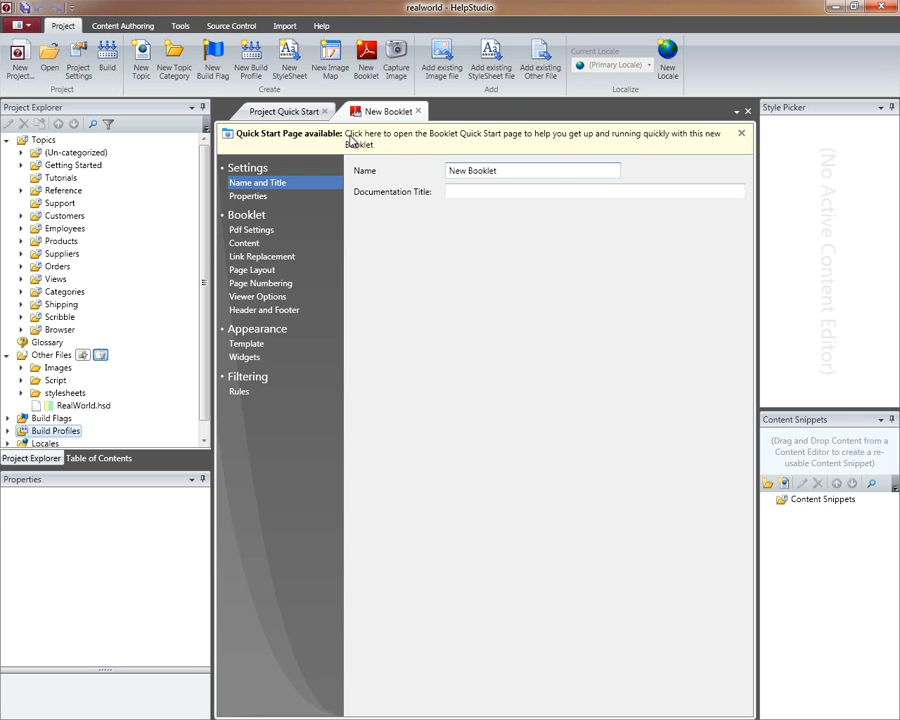 realworld - HelpStudio
Project
Content Authoring
Tools
Source Control
Import
Help
New
Project...
Open
Project
Settings
Build
New
Topic
New Topic
Category
New
Build Flag
New Build
Profile
New
StyleSheet
New Image
Map
New
Booklet
Capture
Image
Add existing
Image file
Add existing
StyleSheet file
Add existing
Other File
Current Locale
(Primary Locale)
New
Locale
Project
Create
Add
Localize
Project Explorer
Topics
(Un-categorized)
Getting Started
Tutorials
Reference
Support
Customers
Employees
Products
Suppliers
Orders
Views
Categories
Shipping
Scribble
Browser
Glossary
Other Files
Images
Script
stylesheets
RealWorld.hsd
Build Flags
Build Profiles
Locales
Project Explorer
Table of Contents
Properties
Project Quick Start
New Booklet
Quick Start Page available: Click here to open the Booklet Quick Start page to help you get up and running quickly with this new
Booklet
Settings
Name and Title
Properties
Booklet
Pdf Settings
Content
Link Replacement
Page Layout
Page Numbering
Viewer Options
Header and Footer
Appearance
Template
Widgets
Filtering
Rules
Name
New Booklet
Documentation Title:
Style Picker
(No Active Content Editor)
Content Snippets
(Drag and Drop Content from a
Content Editor to create a re-
usable Content Snippet)
Content Snippets